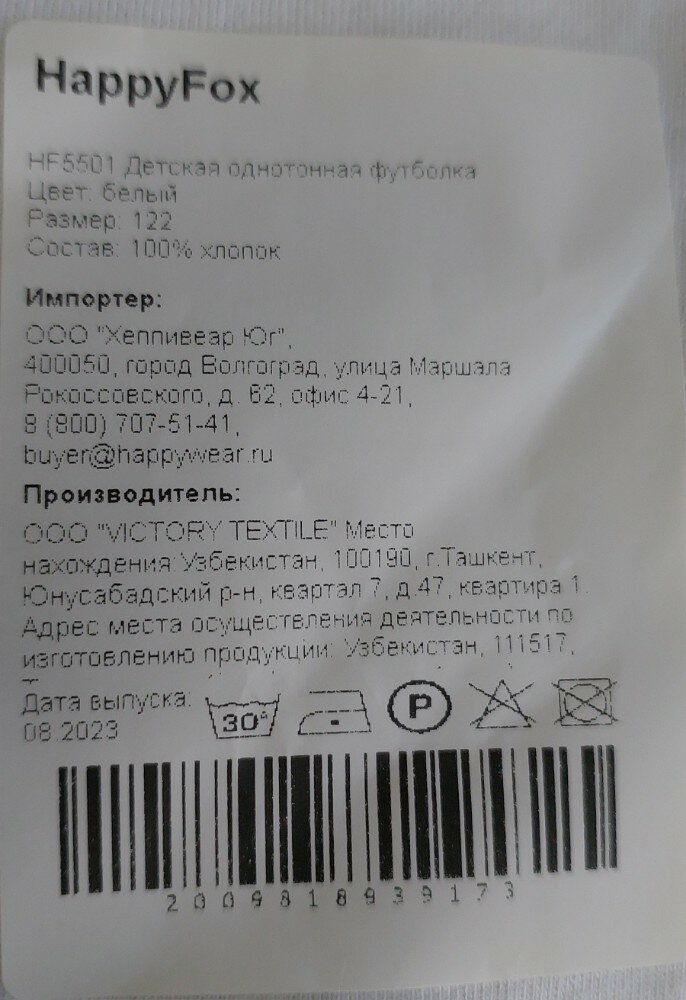 HappyFox
HF5501 Детская однотонная футболка
Цвет: белый
Размер: 122
Состав: 100% хлопок
Импортер:
ООО "Хеппивеар Юг",
400050, город Волгоград, улица Маршала
Рокоссовского, д. 62, офис 4-21,
8 (800) 707-51-41,
buyer@happywear.ru
Производитель:
ООО "VICTORY TEXTILE" Место
нахождения:Узбекистан, 100190, г.Ташкент,
Юнусабадский р-н, квартал 7, д.47, квартира 1.
Адрес места осуществления деятельности по
изготовлению продукции: Узбекистан, 111517,
Дата выпуска:
08.2023
30°
P
2009818939173